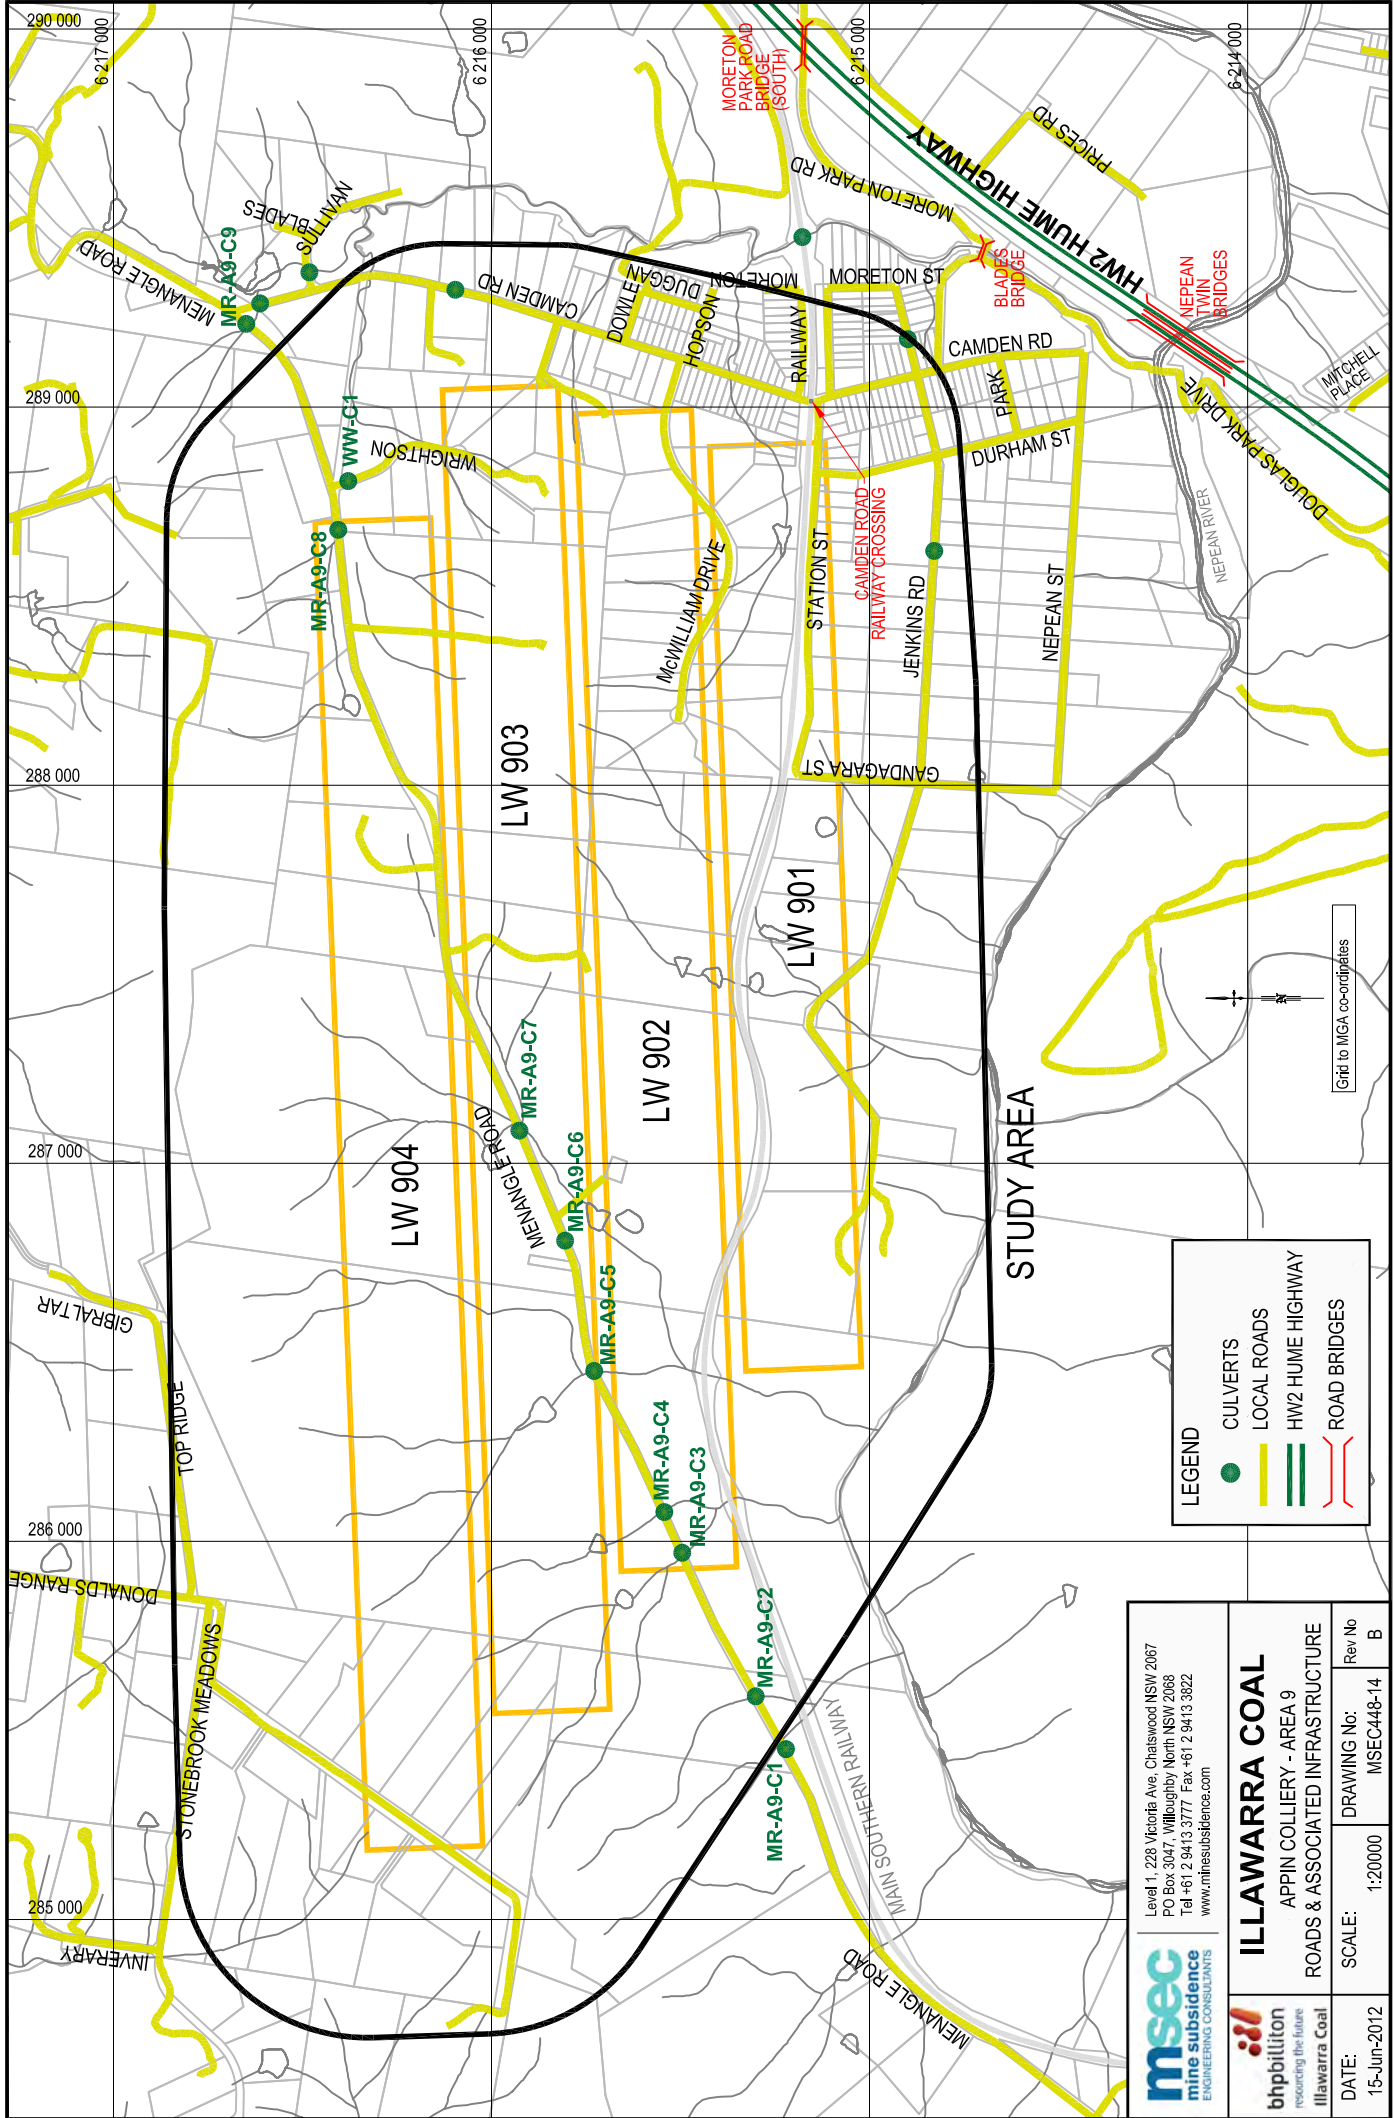 290 000
289 000
288 000
287 000
286 000
285 000
6 217 000
6 216 000
6 215 000
6 214 000
MENANGLE ROAD
MR-A9-C9
BLADES
SULLIVAN
CAMDEN RD
WW-C1
WRIGHTSON
MR-A9-C8
DOWLE
DUGGAN
HOPSON
MORETON
MORETON ST
RAILWAY
MORETON
PARK ROAD
BRIDGE
(SOUTH)
MORETON PARK RD
HW2 HUME HIGHWAY
PRICES RD
BLADES
BRIDGE
NEPEAN
TWIN
BRIDGES
MITCHELL
PLACE
CAMDEN RD
PARK
DURHAM ST
DOUGLAS PARK DRIVE
NEPEAN RIVER
CAMDEN ROAD
RAILWAY CROSSING
McWILLIAM DRIVE
STATION ST
JENKINS RD
NEPEAN ST
GANDAGARA ST
LW 903
LW 901
LW 902
LW 904
MR-A9-C7
MENANGLE ROAD
MR-A9-C6
MR-A9-C5
MR-A9-C4
MR-A9-C3
MR-A9-C2
MR-A9-C1
GIBRALTAR
TOP RIDGE
DONALDS RANGE
STONEBROOK MEADOWS
INVERARY
MAIN SOUTHERN RAILWAY
MENANGLE ROAD
STUDY AREA
N
Grid to MGA co-ordinates
LEGEND
CULVERTS
LOCAL ROADS
HW2 HUME HIGHWAY
ROAD BRIDGES
msec
mine subsidence
ENGINEERING CONSULTANTS
Level 1, 228 Victoria Ave, Chatswood NSW 2067
PO Box 3047, Willoughby North NSW 2068
Tel +61 2 9413 3777 Fax +61 2 9413 3822
www.minesubsidence.com
bhpbilliton
resourcing the future
Illawarra Coal
ILLAWARRA COAL
APPIN COLLIERY - AREA 9
ROADS & ASSOCIATED INFRASTRUCTURE
DATE:
15-Jun-2012
SCALE:
1:20000
DRAWING No:
MSEC448-14
Rev No
B